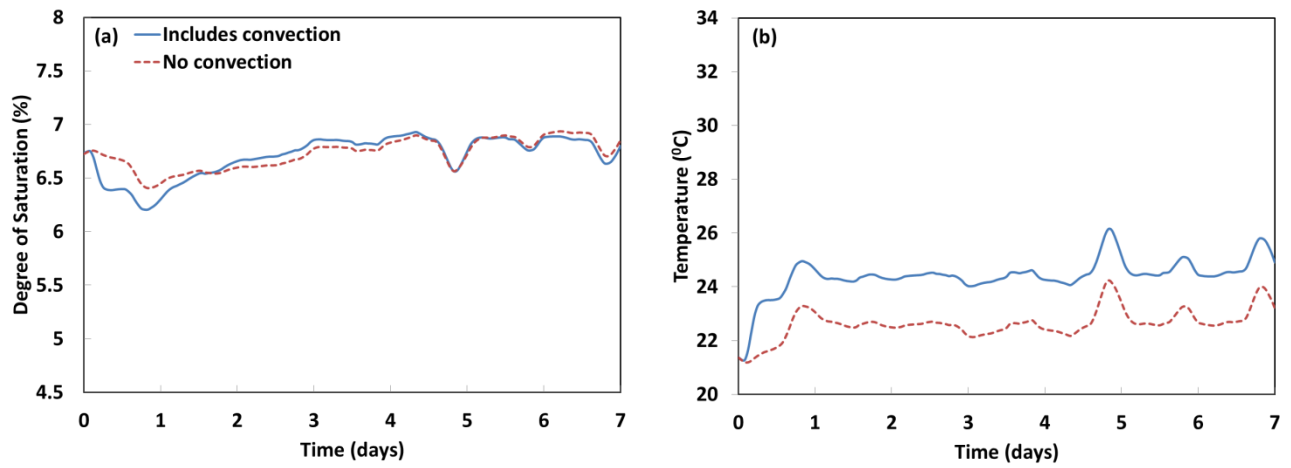 (a)
Includes convection
No convection
Degree of Saturation (%)
8
7.5
7
6.5
6
5.5
5
4.5
0 1 2 3 4 5 6 7
Time (days)
(b)
Temperature (⁰C)
34
32
30
28
26
24
22
20
0 1 2 3 4 5 6 7
Time (days)